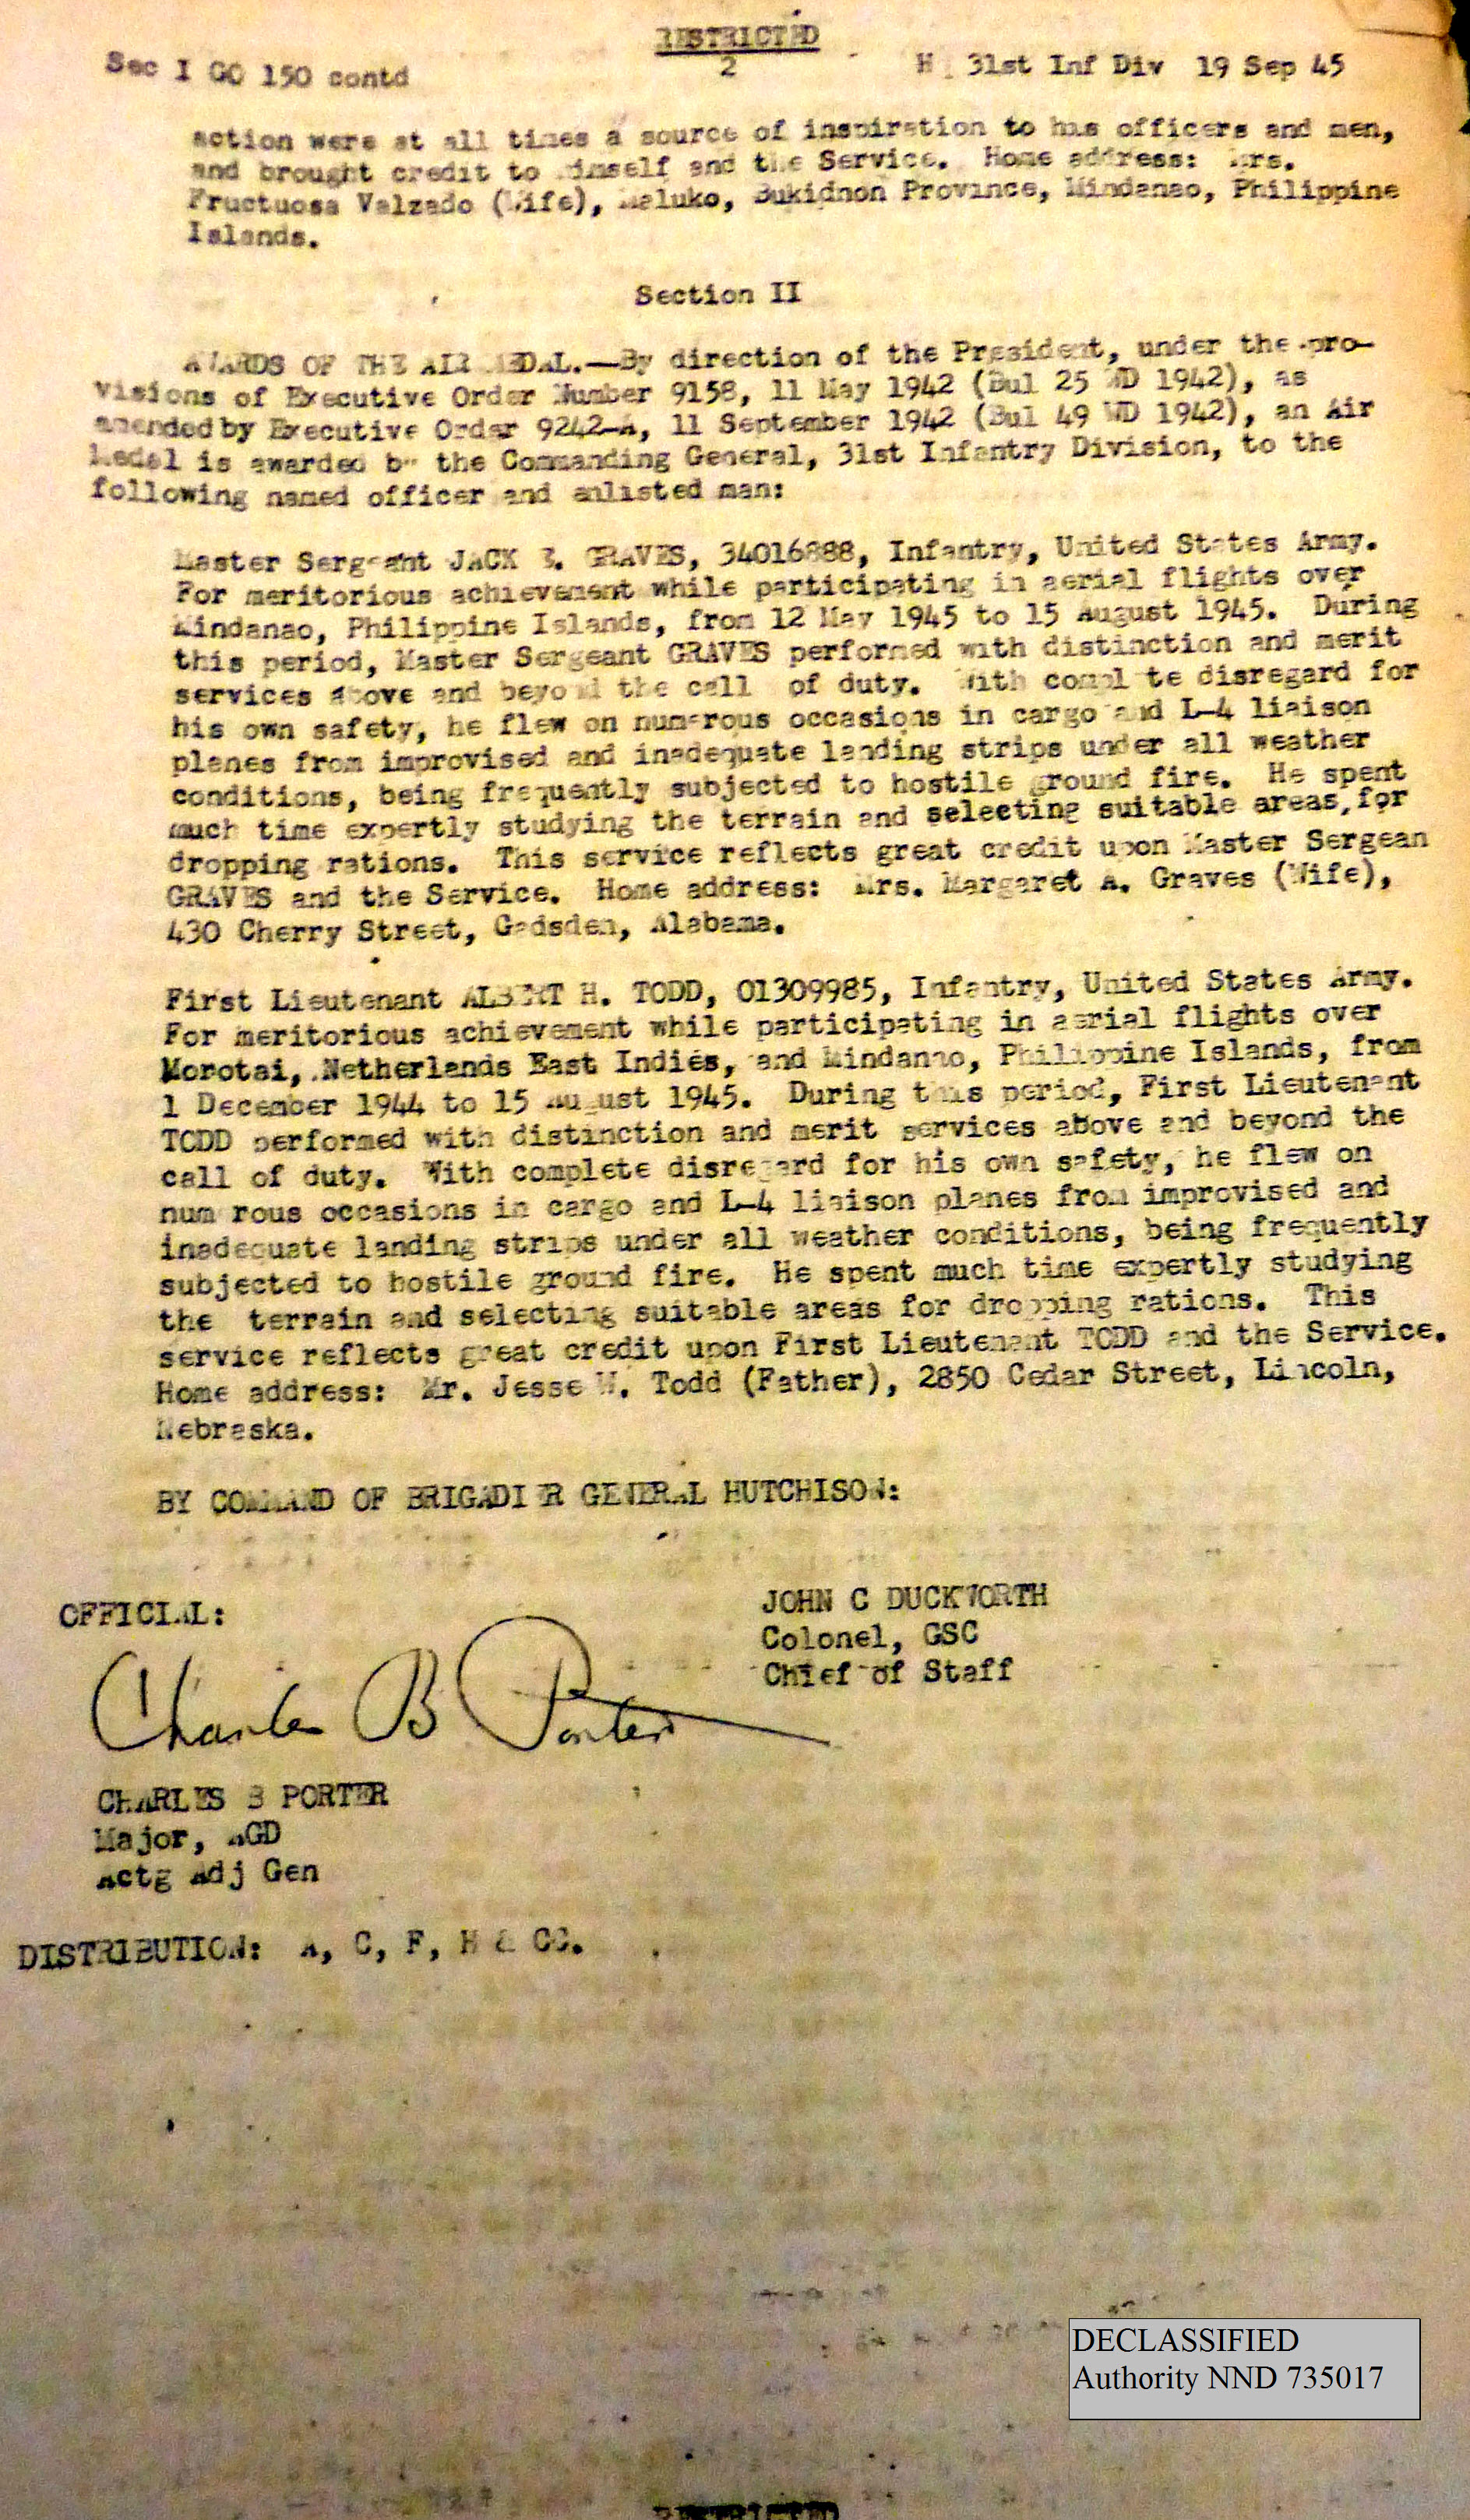 RESTRICTED
Sec I GO 150 contd 2 H 31st Inf Div 19 Sep 45
action were at all times a source of inspiration to his officers and men,
and brought credit to himself and the Service. Home address: Mrs.
Fructuosa Valzado (Wife), Maluko, Bukidnon Province, Mindanao, Philippine
Islands.
Section II
AWARDS OF THE AIR MEDAL.—By direction of the President, under the pro-
visions of Executive Order Number 9158, 11 May 1942 (Bul 25 WD 1942), as
amended by Executive Order 9242-A, 11 September 1942 (Bul 49 WD 1942), an Air
Medal is awarded by the Commanding General, 31st Infantry Division, to the
following named officer and enlisted man:
Master Sergeant JACK GRAVES, 34016888, Infantry, United States Army.
For meritorious achievement while participating in aerial flights over
Mindanao, Philippine Islands, from 12 May 1945 to 15 August 1945. During
this period, Master Sergeant GRAVES performed with distinction and merit
services above and beyond the call of duty. With complete disregard for
his own safety, he flew on numerous occasions in cargo and L-4 liaison
planes from improvised and inadequate landing strips under all weather
conditions, being frequently subjected to hostile ground fire. He spent
much time expertly studying the terrain and selecting suitable areas for
dropping rations. This service reflects great credit upon Master Sergean
GRAVES and the Service. Home address: Mrs. Margaret A. Graves (Wife),
430 Cherry Street, Gadsden, Alabama.
First Lieutenant ALBERT H. TODD, 01309985, Infantry, United States Army.
For meritorious achievement while participating in aerial flights over
Morotai, Netherlands East Indies, and Mindanao, Philippine Islands, from
1 December 1944 to 15 August 1945. During this period, First Lieutenant
TODD performed with distinction and merit services above and beyond the
call of duty. With complete disregard for his own safety, he flew on
numerous occasions in cargo and L-4 liaison planes from improvised and
inadequate landing strips under all weather conditions, being frequently
subjected to hostile ground fire. He spent much time expertly studying
the terrain and selecting suitable areas for dropping rations. This
service reflects great credit upon First Lieutenant TODD and the Service.
Home address: Mr. Jesse W. Todd (Father), 2850 Cedar Street, Lincoln,
Nebraska.
BY COMMAND OF BRIGADIER GENERAL HUTCHISON:
JOHN C DUCKWORTH
OFFICIAL:
Colonel, GSC
Chief of Staff
Charles B Porter
CHARLES B PORTER
Major, AGD
Actg Adj Gen
DISTRIBUTION: A, C, F, H & CG.
DECLASSIFIED
Authority NND 735017
RESTRICTED